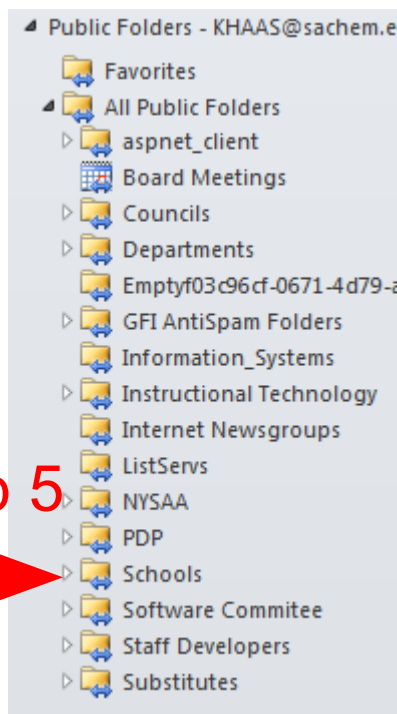 Public Folders - KHAAS@sachem.e
Favorites
All Public Folders
aspnet_client
Board Meetings
Councils
Departments
Emptyf03c96cf-0671-4d79-a
GFI AntiSpam Folders
Information_Systems
Instructional Technology
Internet Newsgroups
ListServs
p 5
NYSAA
PDP
Schools
Software Commitee
Staff Developers
Substitutes